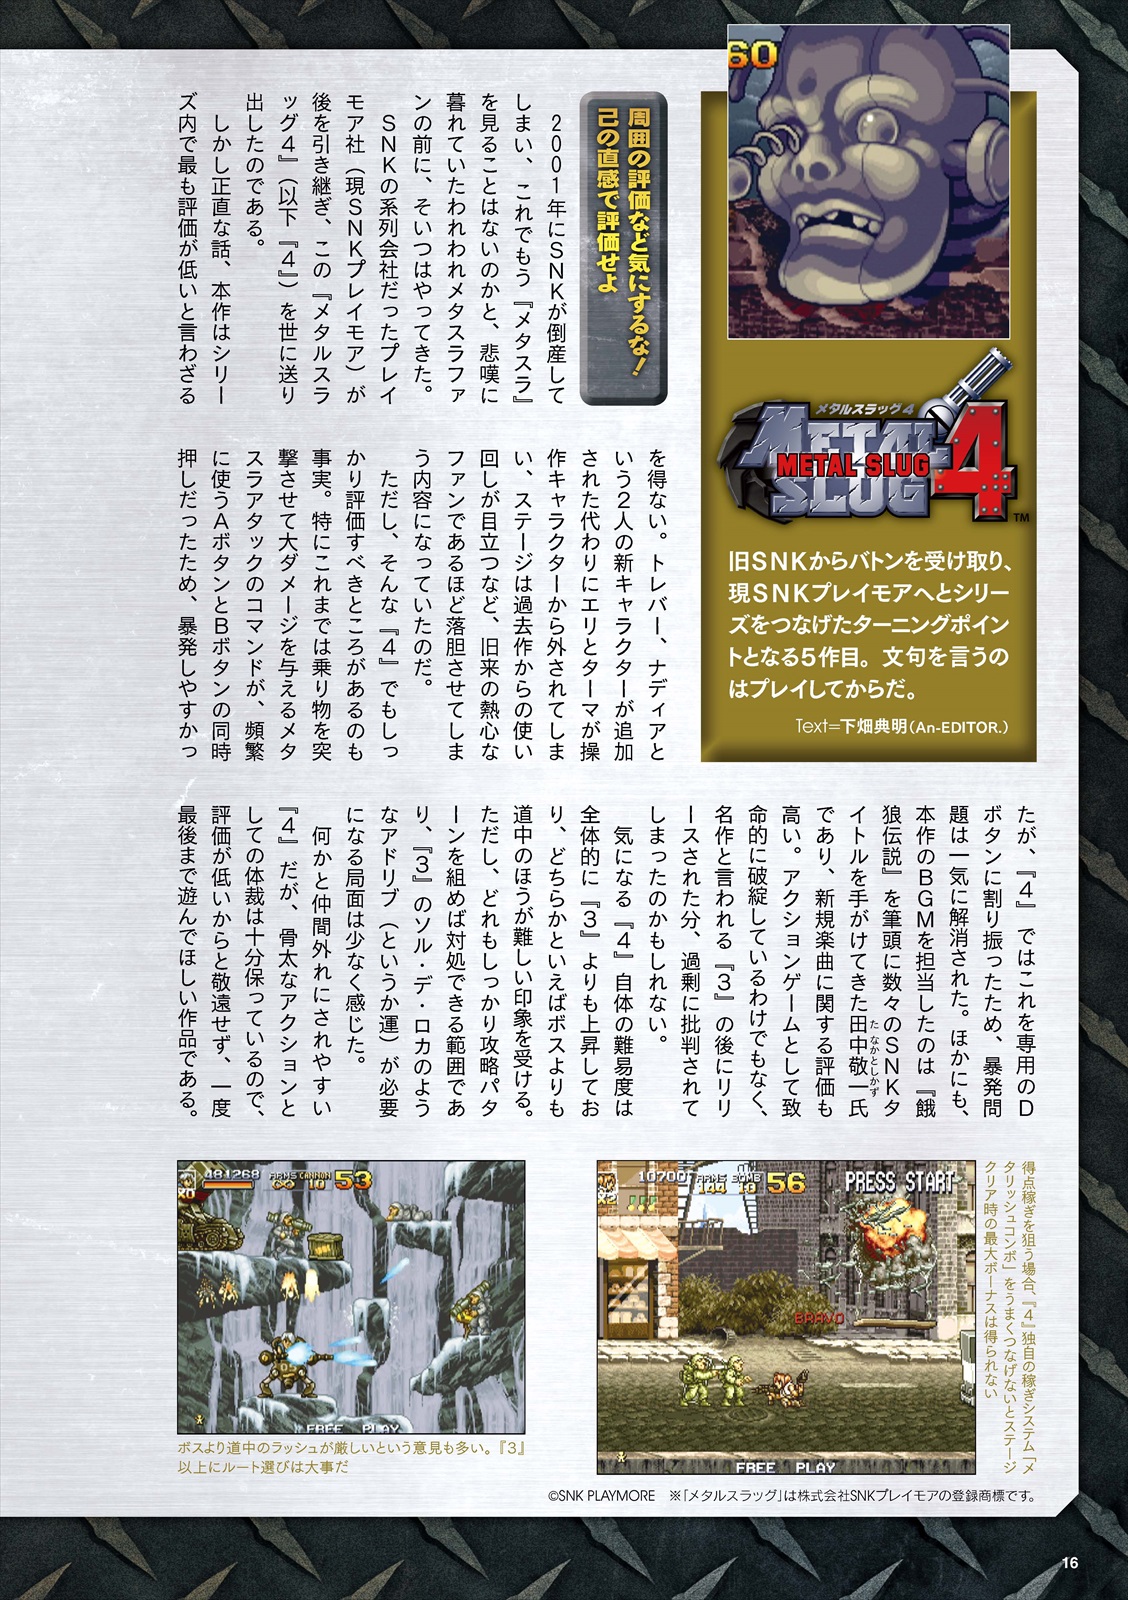 60
メタルスラッグ4
METAL SLUG 4
METAL SLUG
TM
旧SNKからバトンを受け取り、
現SNKプレイモアへとシリー
ズをつなげたターニングポイン
トとなる5作目。文句を言うの
はプレイしてからだ。
Text=下畑典明(An-EDITOR.)
周囲の評価など気にするな!
己の直感で評価せよ
2001年にSNKが倒産して
しまい、これでもう『メタスラ』
を見ることはないのかと、悲嘆に
暮れていたわれわれメタスラファ
ンの前に、そいつはやってきた。
SNKの系列会社だったプレイ
モア社（現SNKプレイモア）が
後を引き継ぎ、この『メタルスラ
ッグ4』（以下『4』）を世に送り
出したのである。
しかし正直な話、本作はシリー
ズ内で最も評価が低いと言わざる
を得ない。トレバー、ナディアと
いう2人の新キャラクターが追加
された代わりにエリとターマが操
作キャラクターから外されてしま
い、ステージは過去作からの使い
回しが目立つなど、旧来の熱心な
ファンであるほど落胆させてしま
う内容になっていたのだ。
ただし、そんな『4』でもしっ
かり評価すべきところがあるのも
事実。特にこれまでは乗り物を突
撃させて大ダメージを与えるメタ
スラアタックのコマンドが、頻繁
に使うAボタンとBボタンの同時
押しだったため、暴発しやすかっ
たが、『4』ではこれを専用のD
ボタンに割り振ったため、暴発問
題は一気に解消された。ほかにも、
本作のBGMを担当したのは『餓
狼伝説』を筆頭に数々のSNKタ
イトルを手がけてきた田中敬一氏
たなかとしかず
であり、新規楽曲に関する評価も
高い。アクションゲームとして致
命的に破綻しているわけでもなく、
名作と言われる『3』の後にリリ
ースされた分、過剰に批判されて
しまったのかもしれない。
気になる『4』自体の難易度は
全体的に『3』よりも上昇してお
り、どちらかといえばボスよりも
道中のほうが難しい印象を受ける。
ただし、どれもしっかり攻略パタ
ーンを組めば対処できる範囲であ
り、『3』のソル・デ・ロカのよう
なアドリブ（というか運）が必要
になる局面は少なく感じた。
何かと仲間外れにされやすい
『4』だが、骨太なアクションと
しての体裁は十分保っているので、
評価が低いからと敬遠せず、一度
最後まで遊んでほしい作品である。
得点稼ぎを狙う場合、『4』独自の稼ぎシステム「メ
タリッシュコンボ」をうまくつなげないとステージ
クリア時の最大ボーナスは得られない
10700 ARMS BOMB 56 PRESS START
144 10
BRAVO
FREE PLAY
481268 ARMS CANNON 53
∞ 10
FREE PLAY
ボスより道中のラッシュが厳しいという意見も多い。『3』
以上にルート選びは大事だ
©SNK PLAYMORE ※「メタルスラッグ」は株式会社SNKプレイモアの登録商標です。
16